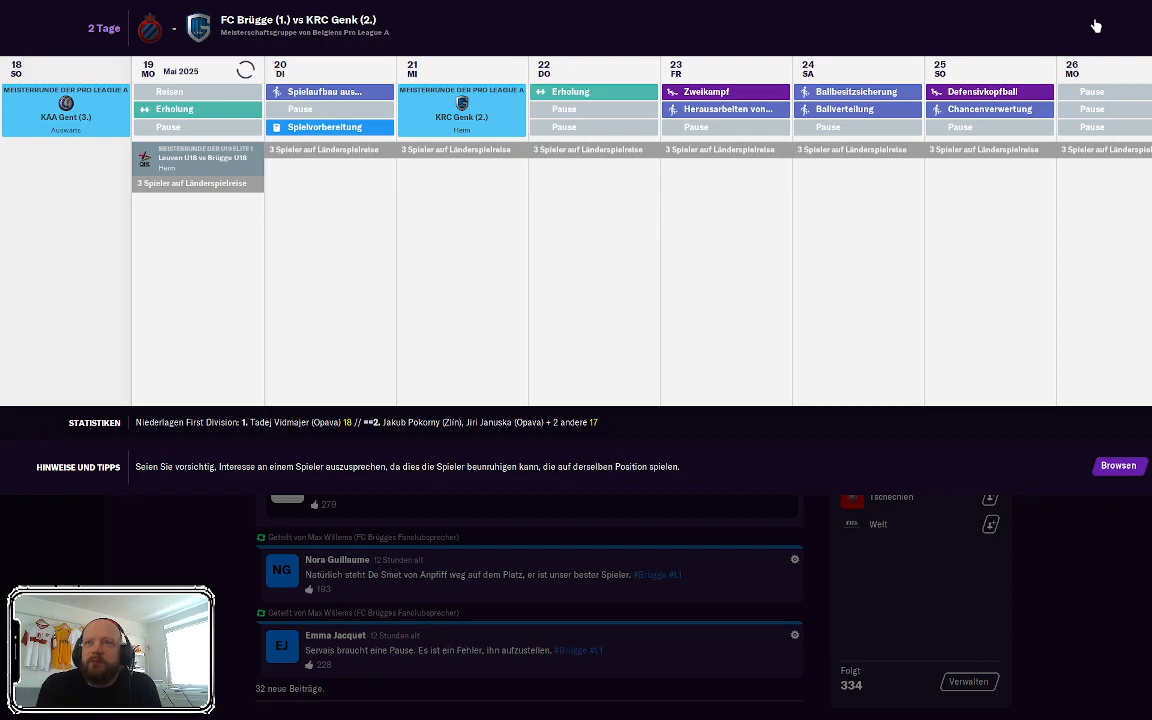 2 Tage
FC Brügge (1.) vs KRC Genk (2.)
Meisterschaftsgruppe von Belgiens Pro League A
18
SO
19
MO Mai 2025
20
DI
21
MI
22
DO
23
FR
24
SA
25
SO
26
MO
MEISTERRUNDE DER PRO LEAGUE A
KAA Gent (3.)
Auswärts
Reisen
Erholung
Pause
Spielaufbau aus...
Pause
Spielvorbereitung
MEISTERRUNDE DER PRO LEAGUE A
KRC Genk (2.)
Heim
Erholung
Pause
Pause
Zweikampf
Herausarbeiten von...
Pause
Ballbesitzsicherung
Ballverteilung
Pause
Defensivkopfball
Chancenverwertung
Pause
Pause
Pause
Pause
MEISTERRUNDE DER U19 ELITE 1
Leuven U18 vs Brügge U18
Heim
3 Spieler auf Länderspielreise
3 Spieler auf Länderspielreise
3 Spieler auf Länderspielreise
3 Spieler auf Länderspielreise
3 Spieler auf Länderspielreise
3 Spieler auf Länderspielreise
3 Spieler auf Länderspielreise
3 Spieler auf Länderspiel
STATISTIKEN
Niederlagen First Division: 1. Tadej Vidmajer (Opava) 18 // ==2. Jakub Pokorny (Zlín), Jiri Januska (Opava) + 2 andere 17
HINWEISE UND TIPPS
Seien Sie vorsichtig, Interesse an einem Spieler auszusprechen, da dies die Spieler beunruhigen kann, die auf derselben Position spielen.
Browsen
279
Tschechien
FIFA Welt
Geteilt von Max Willems (FC Brügges Fanclubsprecher)
NG
Nora Guillaume 12 Stunden alt
Natürlich steht De Smet von Anpfiff weg auf dem Platz, er ist unser bester Spieler. #Brügge #L1
193
Geteilt von Max Willems (FC Brügges Fanclubsprecher)
EJ
Emma Jacquet 12 Stunden alt
Servais braucht eine Pause. Es ist ein Fehler, ihn aufzustellen. #Brügge #L1
228
32 neue Beiträge.
Folgt
334
Verwalten